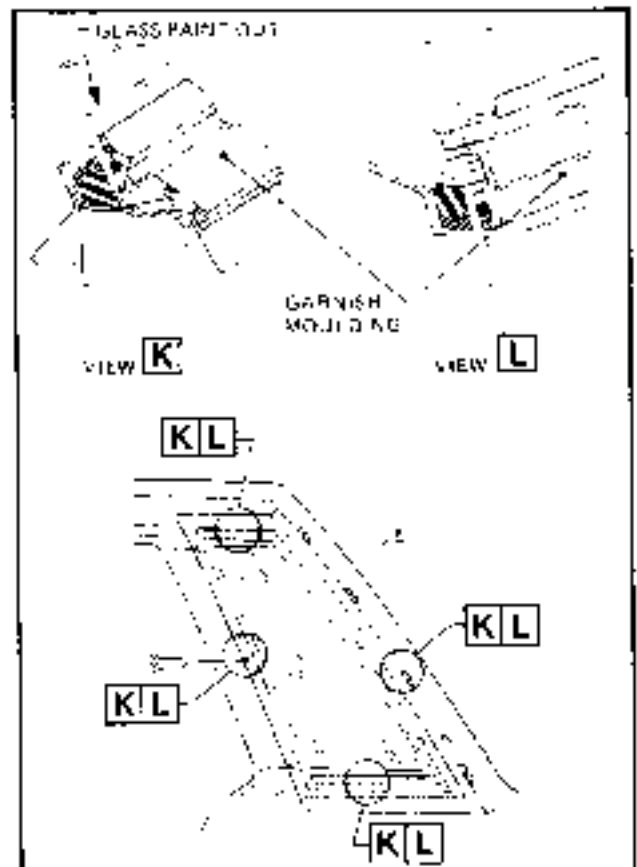 GLASS PAINT OUT
GARNISH
MOULDING
VIEW K
VIEW L
K L
K L
K L
K L